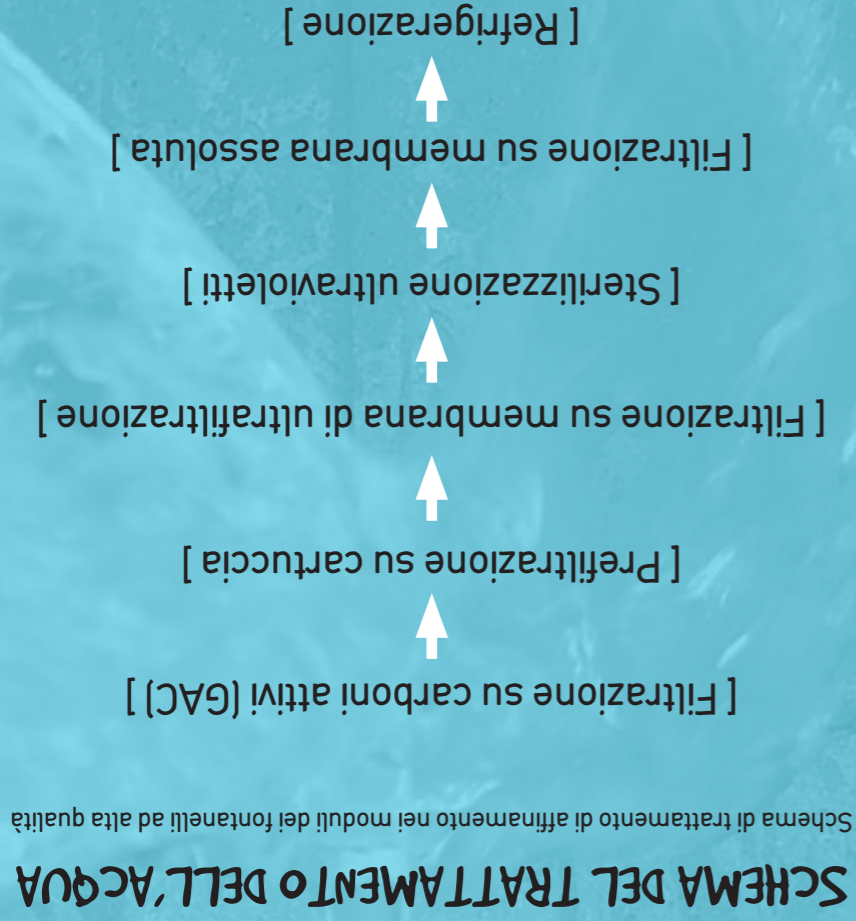 SCHEMA DEL TRATTAMENTO DELL'ACQUA
Schema di trattamento di affinamento nei moduli dei fontanelli ad alta qualità
[ Filtrazione su carboni attivi (GAC) ]
[ Prefiltrazione su cartuccia ]
[ Filtrazione su membrana di ultrafiltrazione ]
[ Sterilizzazione ultravioletti ]
[ Filtrazione su membrana assoluta ]
[ Refrigerazione ]